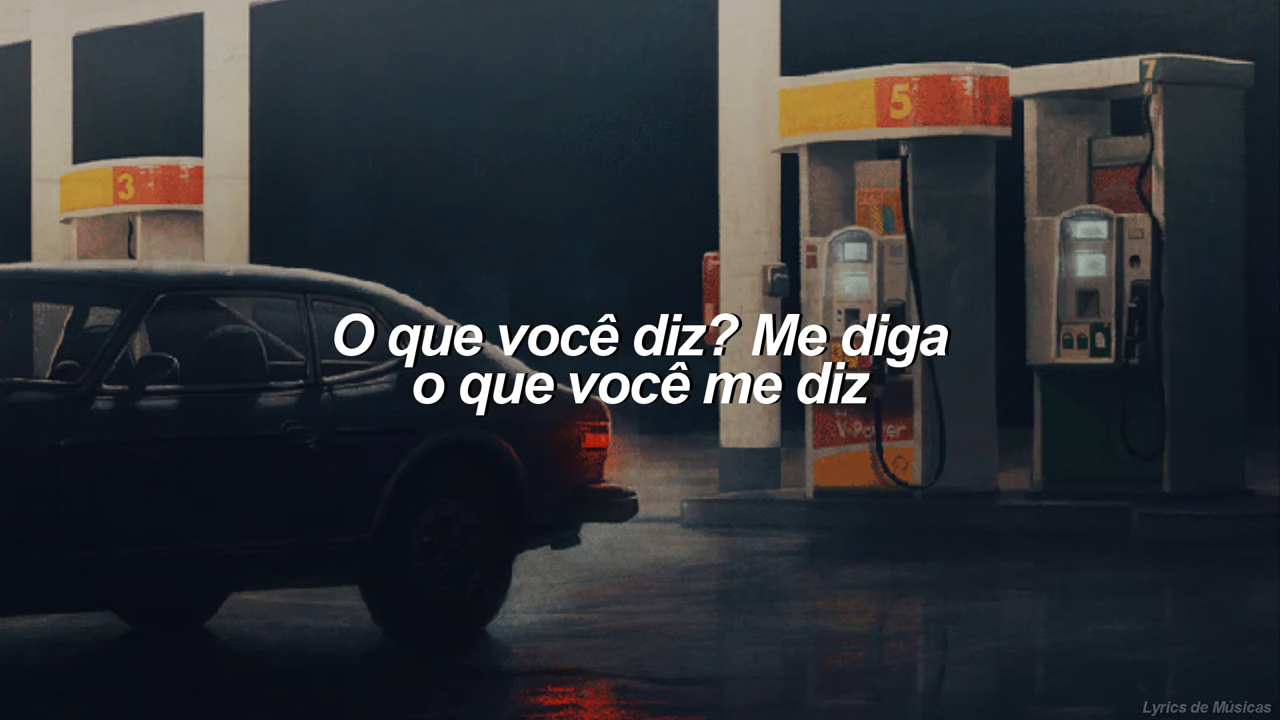 7
5
3
O que você diz? Me diga
o que você me diz
V-Power
Lyrics de Músicas